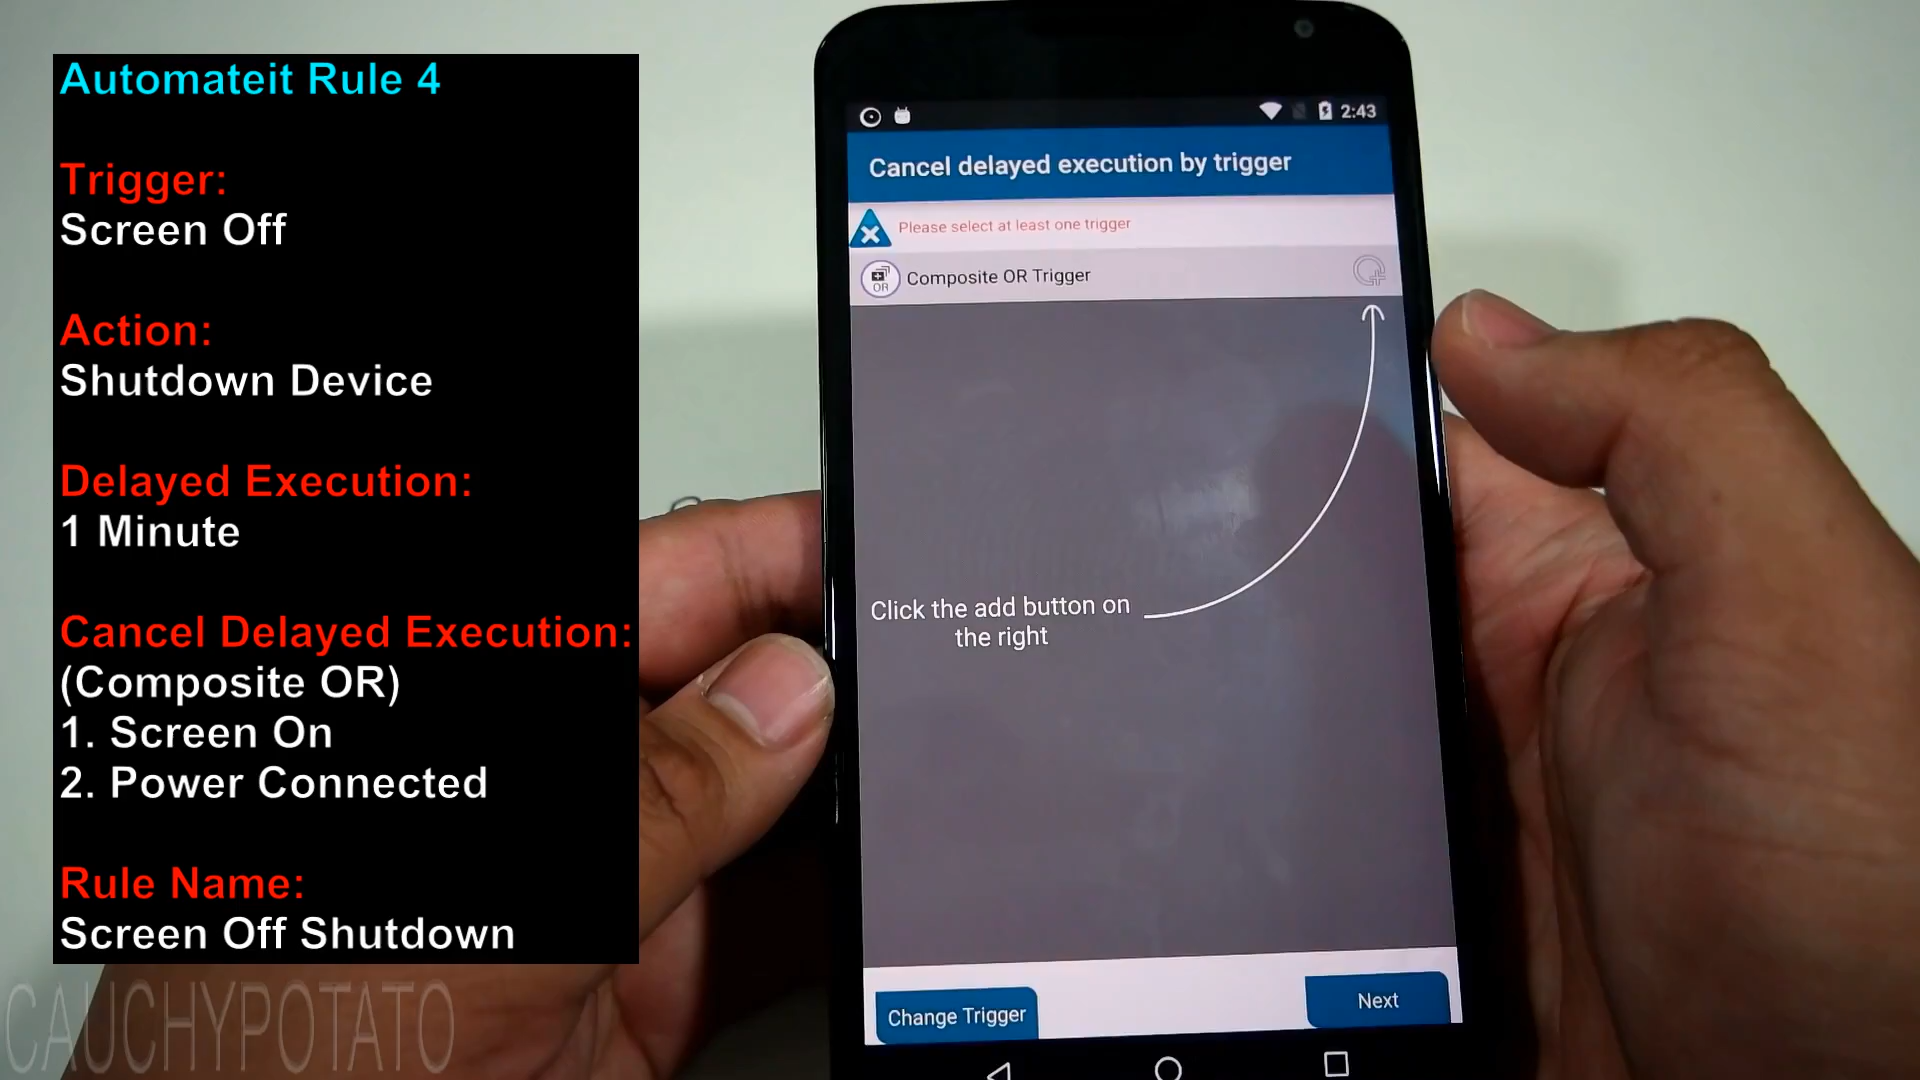 Automateit Rule 4
Trigger:
Screen Off
Action:
Shutdown Device
Delayed Execution:
1 Minute
Cancel Delayed Execution:
(Composite OR)
1. Screen On
2. Power Connected
Rule Name:
Screen Off Shutdown
CAUCHYPOTATO
2:43
Cancel delayed execution by trigger
Please select at least one trigger
OR
Composite OR Trigger
Click the add button on
the right
Change Trigger
Next